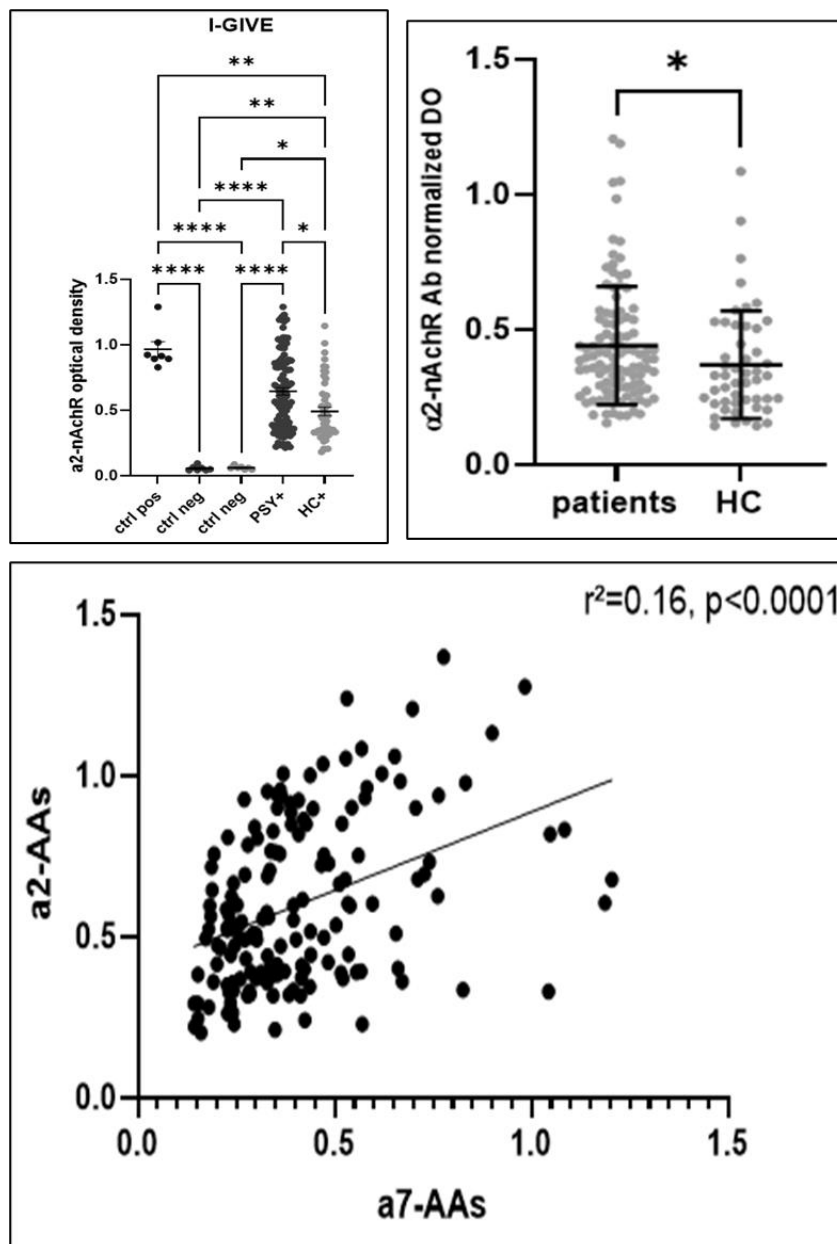 I-GIVE
**
**
*
****
**** *
**** ****
a2-nAchR optical density
1.5
1.0
0.5
0.0
ctrl pos
ctrl neg
ctrl neg
PSY+
HC+
α2-nAchR Ab normalized DO
1.5
1.0
0.5
0.0
*
patients HC
r²=0.16, p<0.0001
a2-AAs
1.5
1.0
0.5
0.0
0.0 0.5 1.0 1.5
a7-AAs